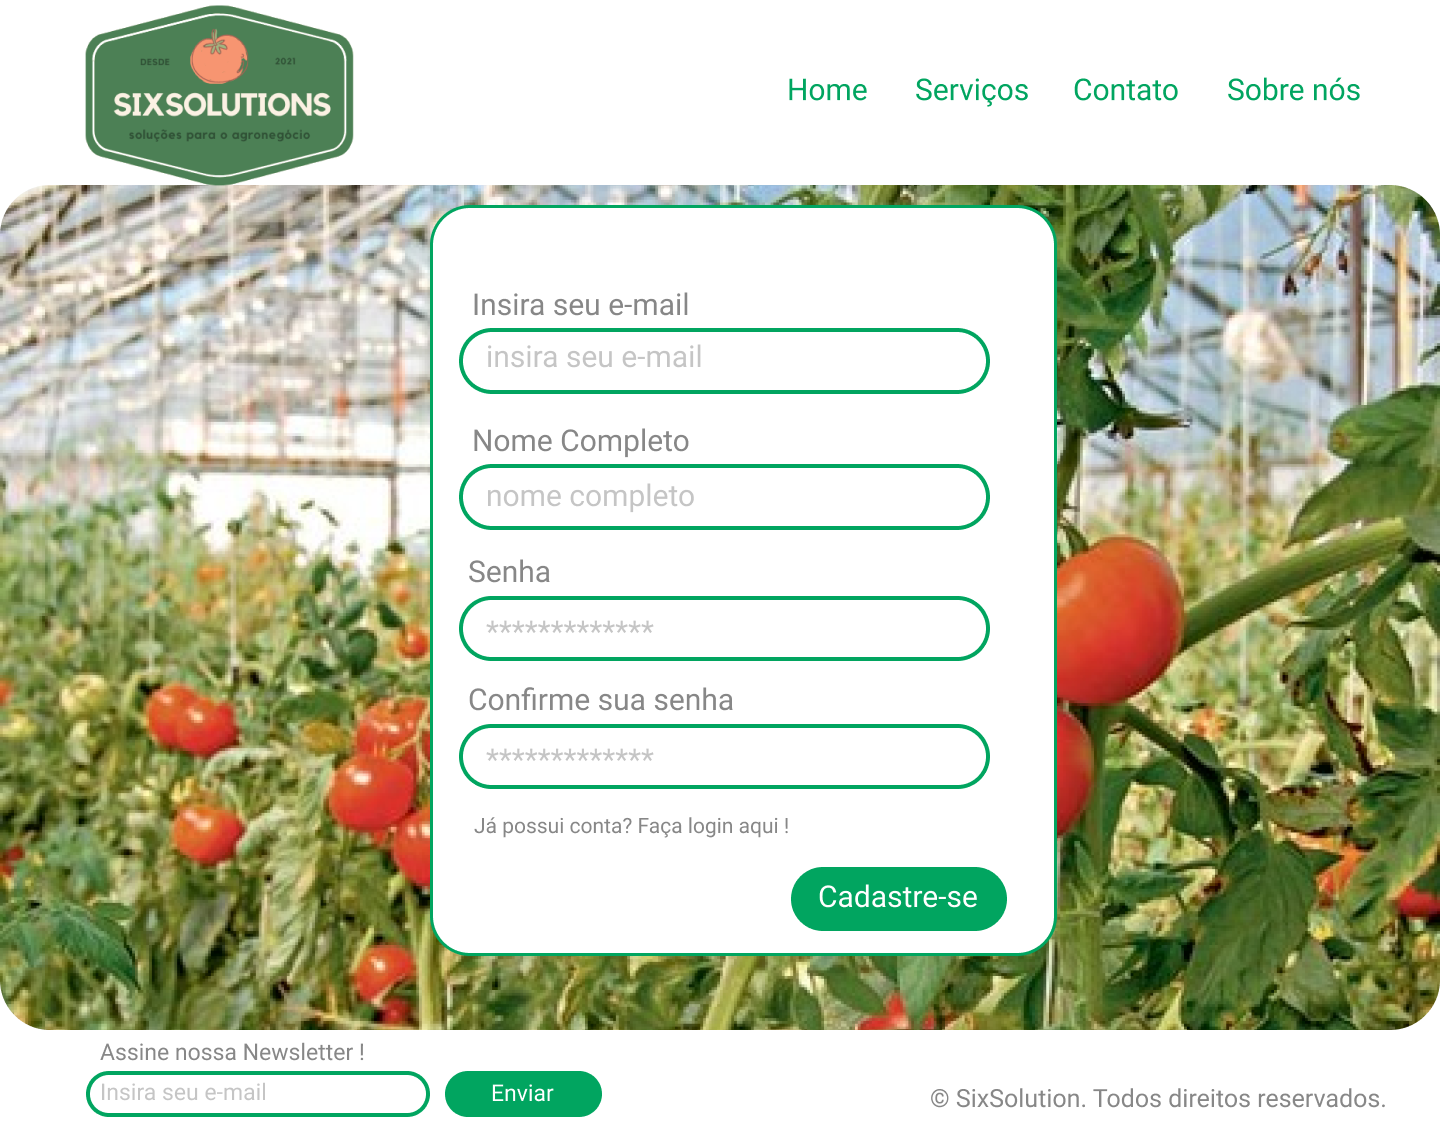 DESDE
2021
SIXSOLUTIONS
soluções para o agronegócio
Home Serviços Contato Sobre nós
Insira seu e-mail
insira seu e-mail
Nome Completo
nome completo
Senha
*************
Confirme sua senha
*************
Já possui conta? Faça login aqui !
Cadastre-se
Assine nossa Newsletter !
Insira seu e-mail
Enviar
© SixSolution. Todos direitos reservados.